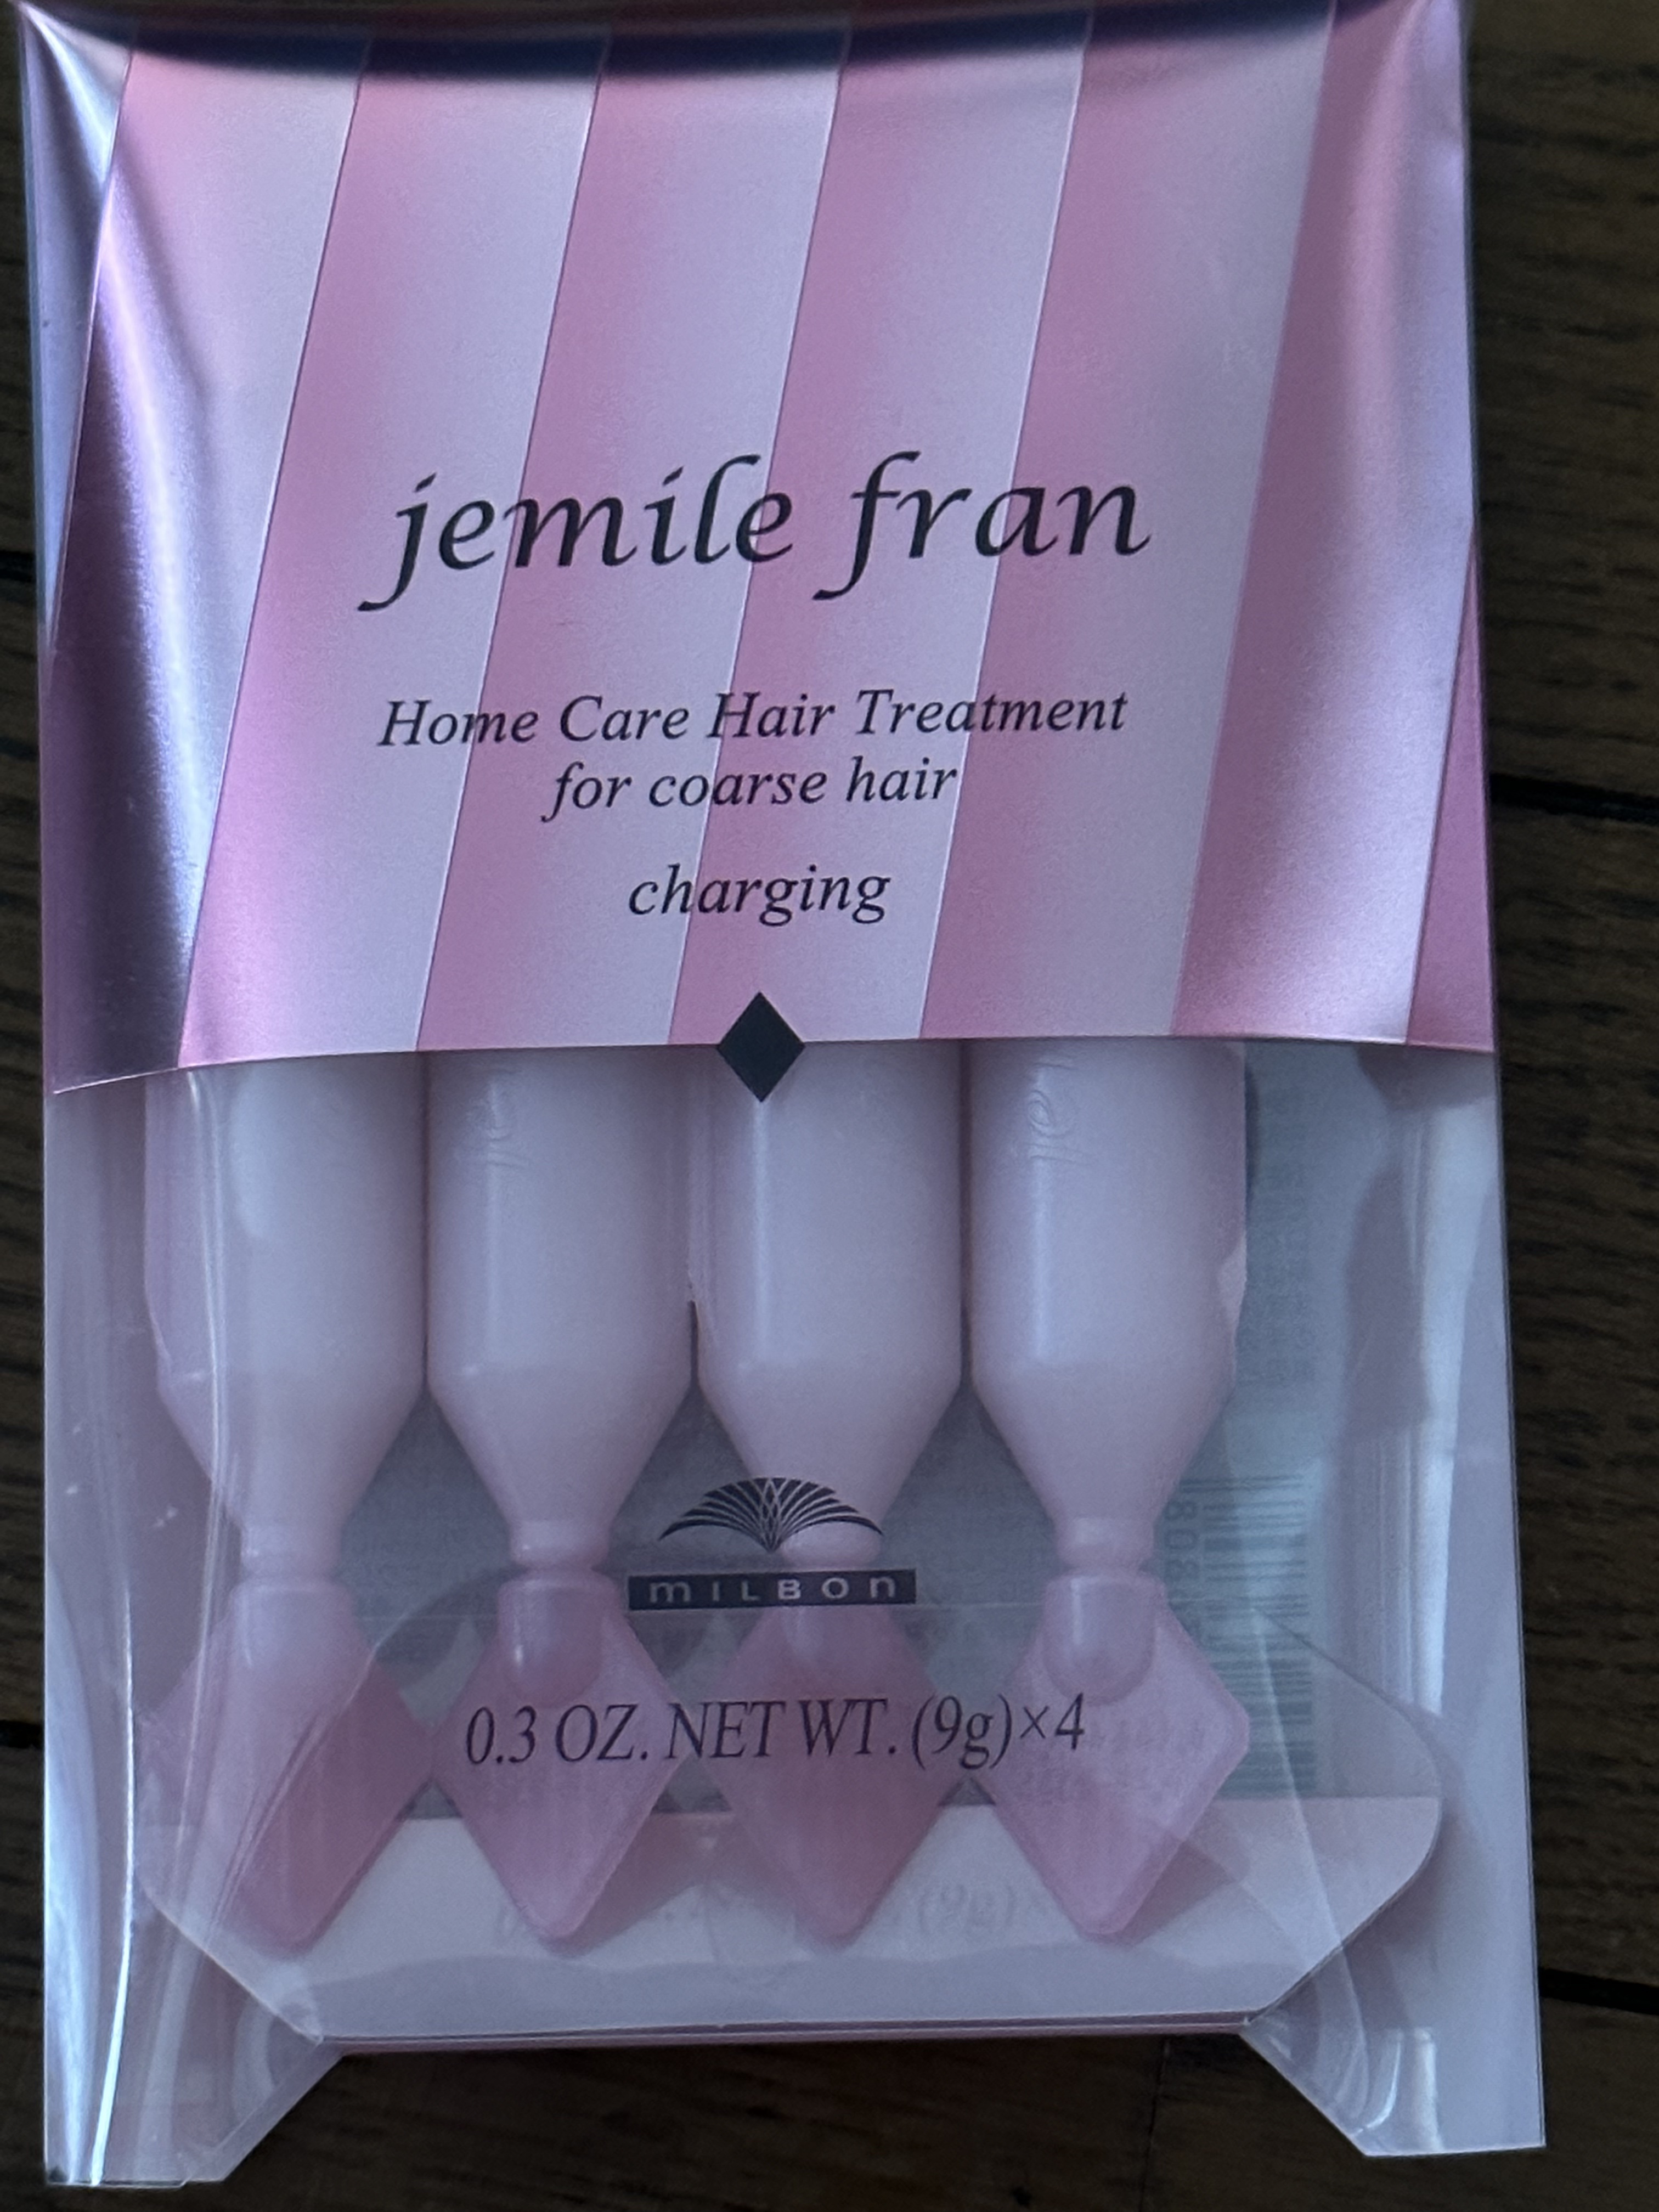 jemile fran
Home Care Hair Treatment
for coarse hair
charging
MILBON
0.3 OZ. NET WT. (9g)×4